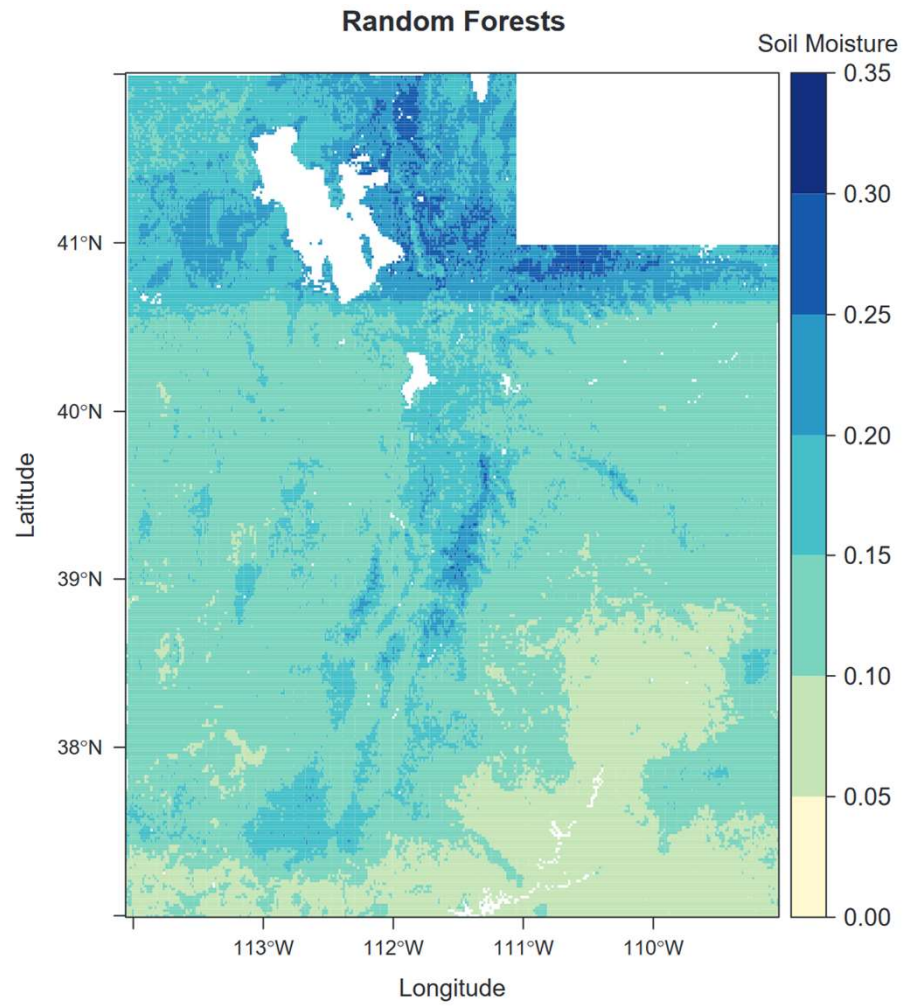 Random Forests
Soil Moisture
0.35
0.30
0.25
0.20
0.15
0.10
0.05
0.00
41°N
40°N
39°N
38°N
Latitude
113°W 112°W 111°W 110°W
Longitude